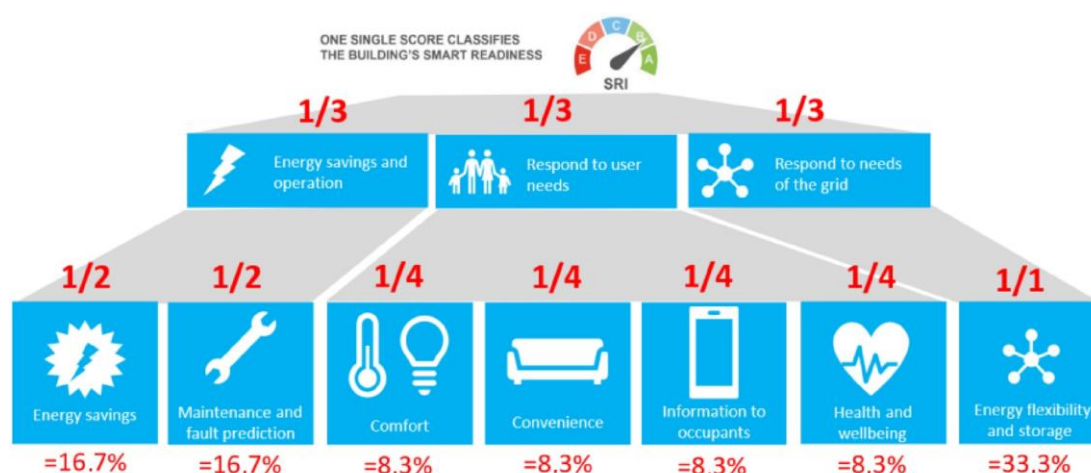 ONE SINGLE SCORE CLASSIFIES
THE BUILDING'S SMART READINESS
E D C B A
SRI
1/3 1/3 1/3
Energy savings and
operation
Respond to user
needs
Respond to needs
of the grid
1/2 1/2 1/4 1/4 1/4 1/4 1/1
Energy savings
Maintenance and
fault prediction
Comfort
Convenience
Information to
occupants
Health and
wellbeing
Energy flexibility
and storage
=16.7% =16.7% =8.3% =8.3% =8.3% =8.3% =33.3%